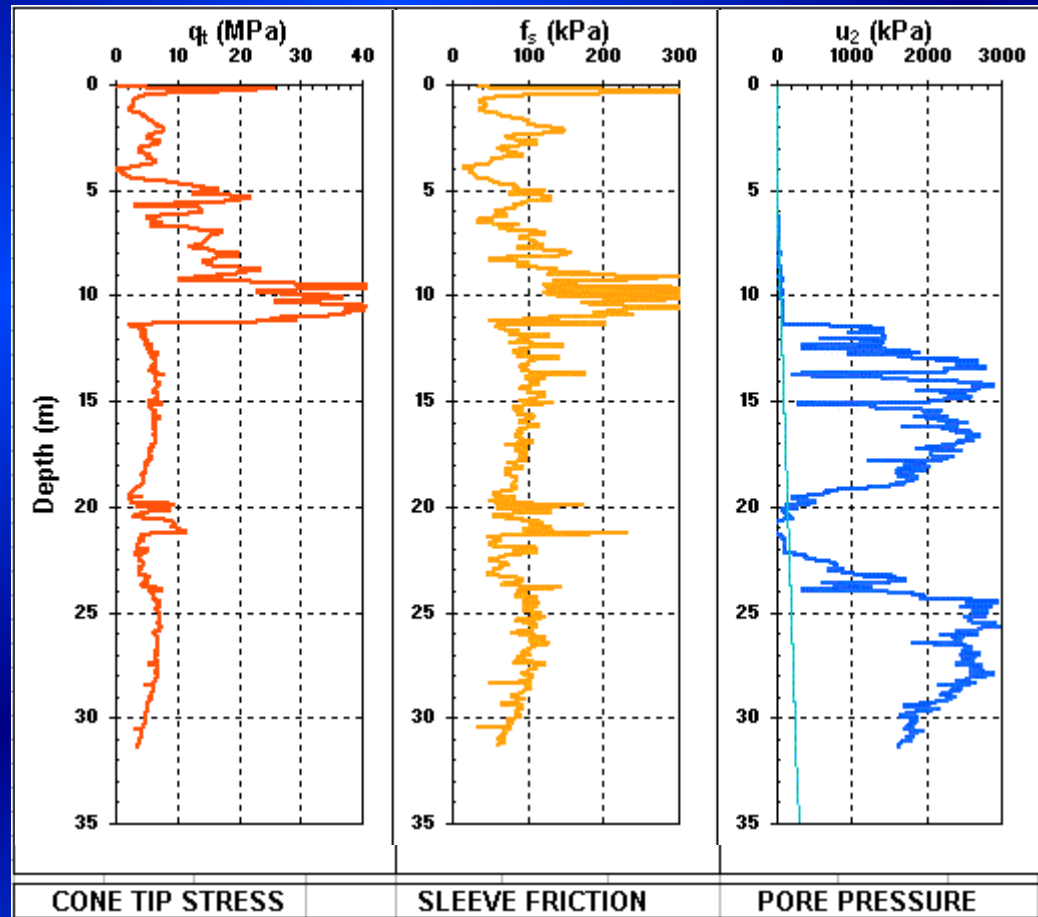 qt (MPa)
0 10 20 30 40
fs (kPa)
0 100 200 300
u2 (kPa)
0 1000 2000 3000
Depth (m)
0
5
10
15
20
25
30
35
0
5
10
15
20
25
30
35
0
5
10
15
20
25
30
35
CONE TIP STRESS
SLEEVE FRICTION
PORE PRESSURE